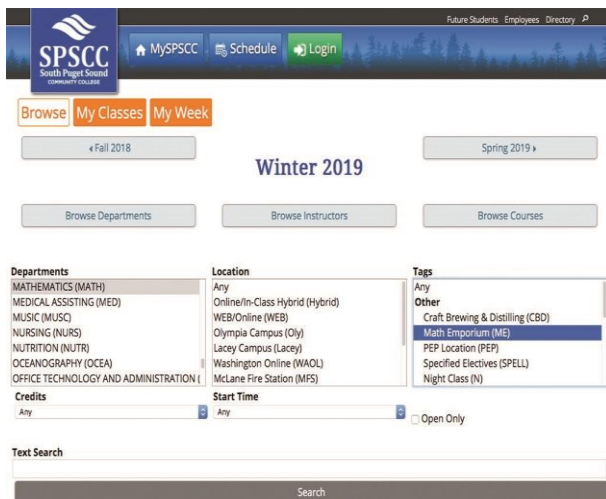 Future Students Employees Directory
SPSCC
South Puget Sound
COMMUNITY COLLEGE
MySPSCC Schedule Login
Browse My Classes My Week
Fall 2018
Winter 2019
Spring 2019
Browse Departments Browse Instructors Browse Courses
Departments
MATHEMATICS (MATH)
MEDICAL ASSISTING (MED)
MUSIC (MUSC)
NURSING (NURS)
NUTRITION (NUTR)
OCEANOGRAPHY (OCEA)
OFFICE TECHNOLOGY AND ADMINISTRATION (
Location
Any
Online/In-Class Hybrid (Hybrid)
WEB/Online (WEB)
Olympia Campus (Oly)
Lacey Campus (Lacey)
Washington Online (WAOL)
McLane Fire Station (MFS)
Tags
Any
Other
Craft Brewing & Distilling (CBD)
Math Emporium (ME)
PEP Location (PEP)
Specified Electives (SPELL)
Night Class (N)
Credits
Any
Start Time
Any
Open Only
Text Search
Search